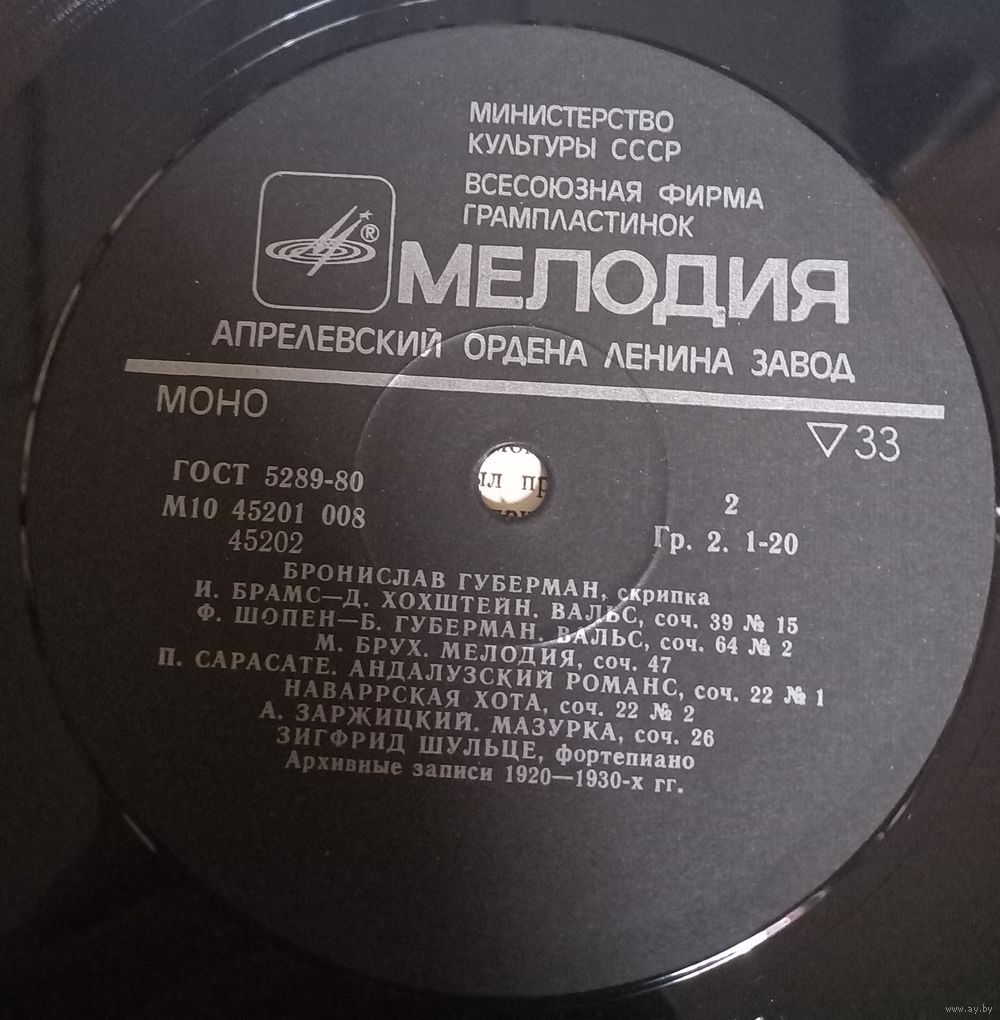 МИНИСТЕРСТВО
КУЛЬТУРЫ СССР
ВСЕСОЮЗНАЯ ФИРМА
ГРАМПЛАСТИНОК
®
МЕЛОДИЯ
АПРЕЛЕВСКИЙ ОРДЕНА ЛЕНИНА ЗАВОД
МОНО
33
ГОСТ 5289-80
М10 45201 008
45202
2
Гр. 2. 1-20
БРОНИСЛАВ ГУБЕРМАН, скрипка
И. БРАМС—Д. ХОХШТЕЙН. ВАЛЬС, соч. 39 № 15
Ф. ШОПЕН—Б. ГУБЕРМАН. ВАЛЬС, соч. 64 № 2
М. БРУХ. МЕЛОДИЯ, соч. 47
П. САРАСАТЕ. АНДАЛУЗСКИЙ РОМАНС, соч. 22 № 1
НАВАРРСКАЯ ХОТА, соч. 22 № 2
А. ЗАРЖИЦКИЙ. МАЗУРКА, соч. 26
ЗИГФРИД ШУЛЬЦЕ, фортепиано
Архивные записи 1920—1930-х гг.
www.ay.by